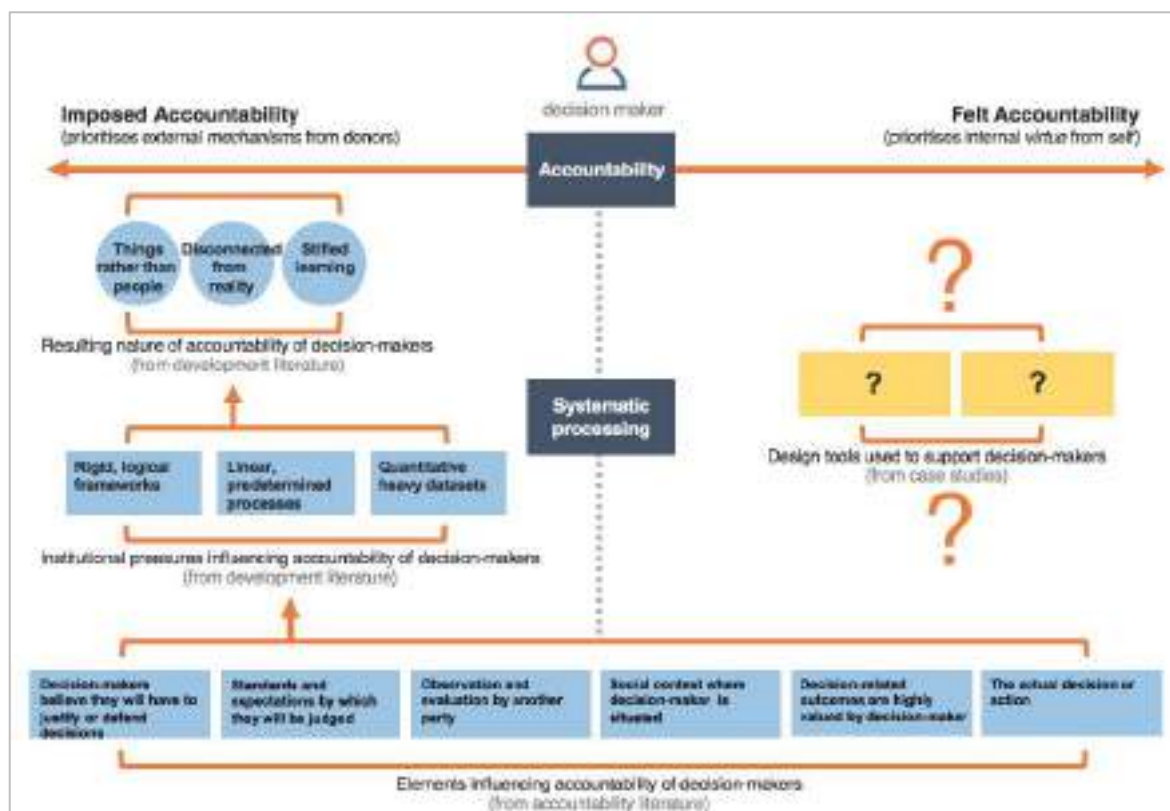 decision maker
Imposed Accountability
(prioritises external mechanisms from donors)
Felt Accountability
(prioritises internal virtue from self)
Accountability
Things
rather than
people
Disconnected
from
reality
Stifled
learning
Resulting nature of accountability of decision-makers
(from development literature)
?
? ?
Systematic
processing
Design tools used to support decision-makers
(from case studies)
?
Rigid, logical
frameworks
Linear,
predetermined
processes
Quantitative
heavy datasets
Institutional pressures influencing accountability of decision-makers
(from development literature)
Decision-makers
believe they will have to
justify or defend
decisions
Standards and
expectations by which
they will be judged
Observation and
evaluation by another
party
Social context where
decision-maker is
situated
Decision-related
outcomes are highly
valued by decision-maker
The actual decision or
action
Elements influencing accountability of decision-makers
(from accountability literature)